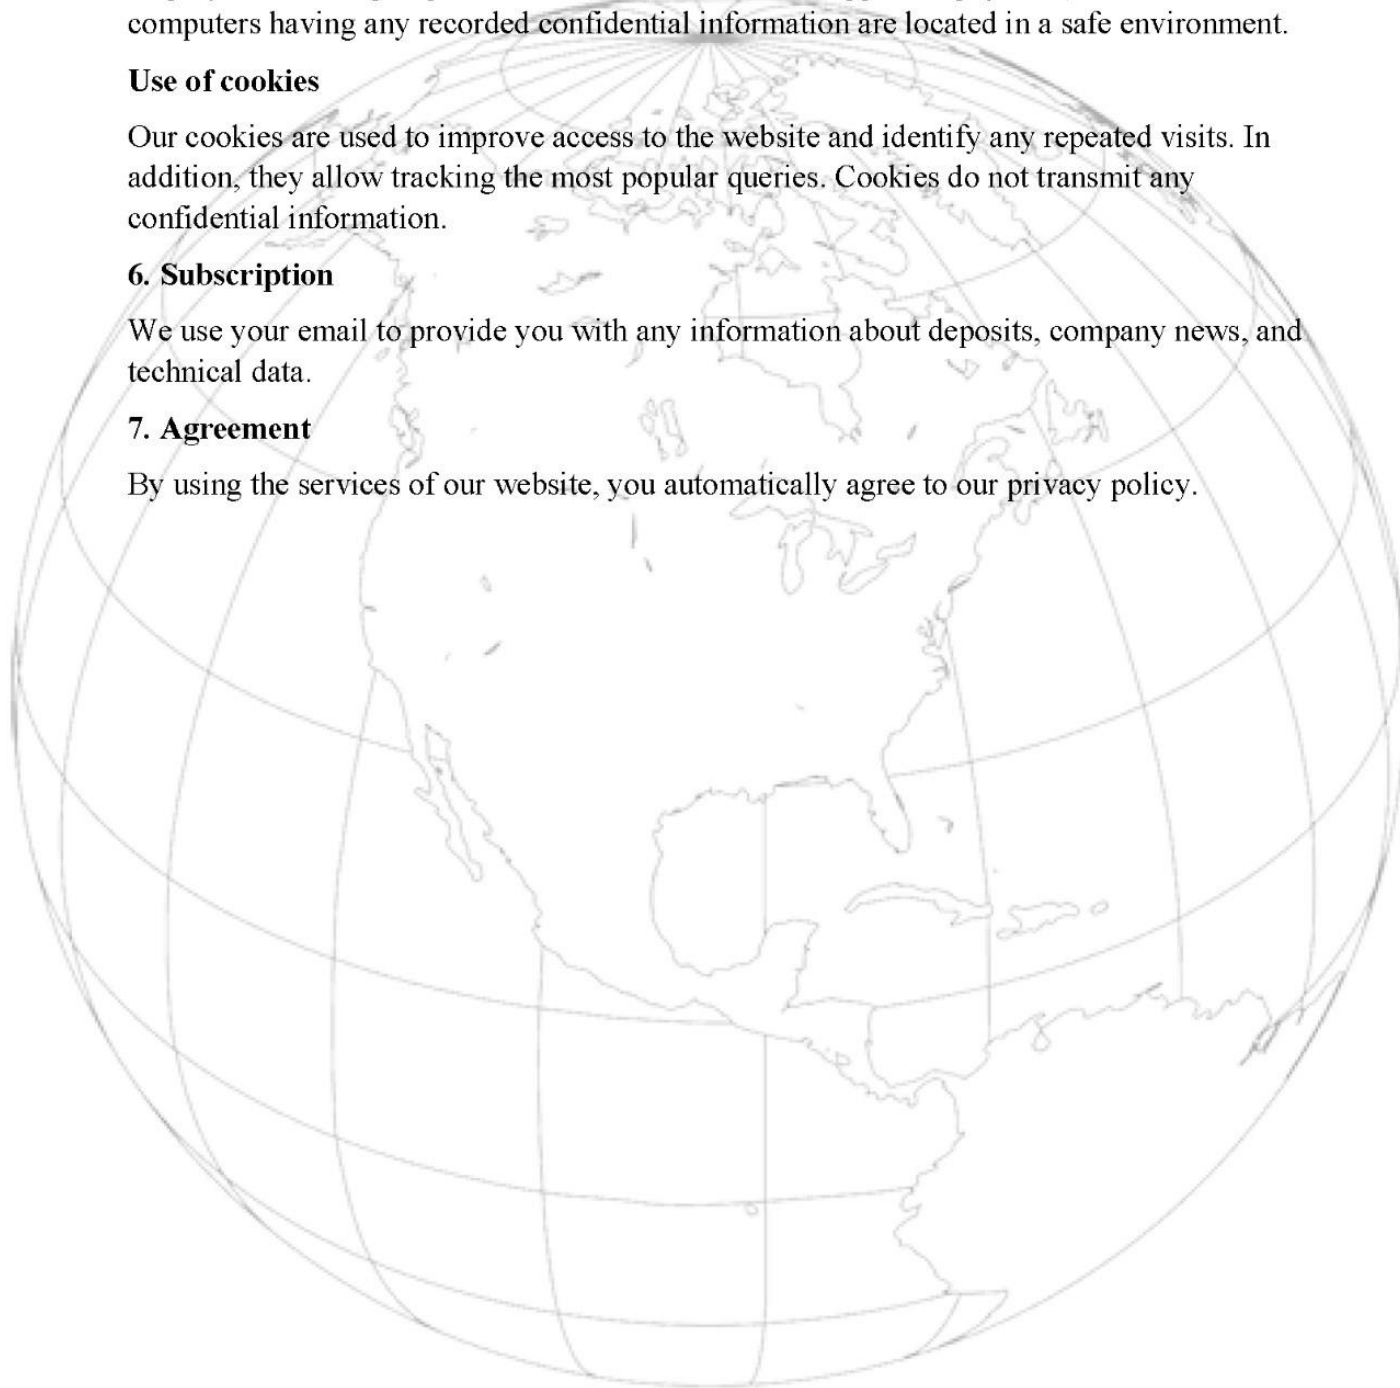 computers having any recorded confidential information are located in a safe environment.
Use of cookies
Our cookies are used to improve access to the website and identify any repeated visits. In
addition, they allow tracking the most popular queries. Cookies do not transmit any
confidential information.
6. Subscription
We use your email to provide you with any information about deposits, company news, and
technical data.
7. Agreement
By using the services of our website, you automatically agree to our privacy policy.